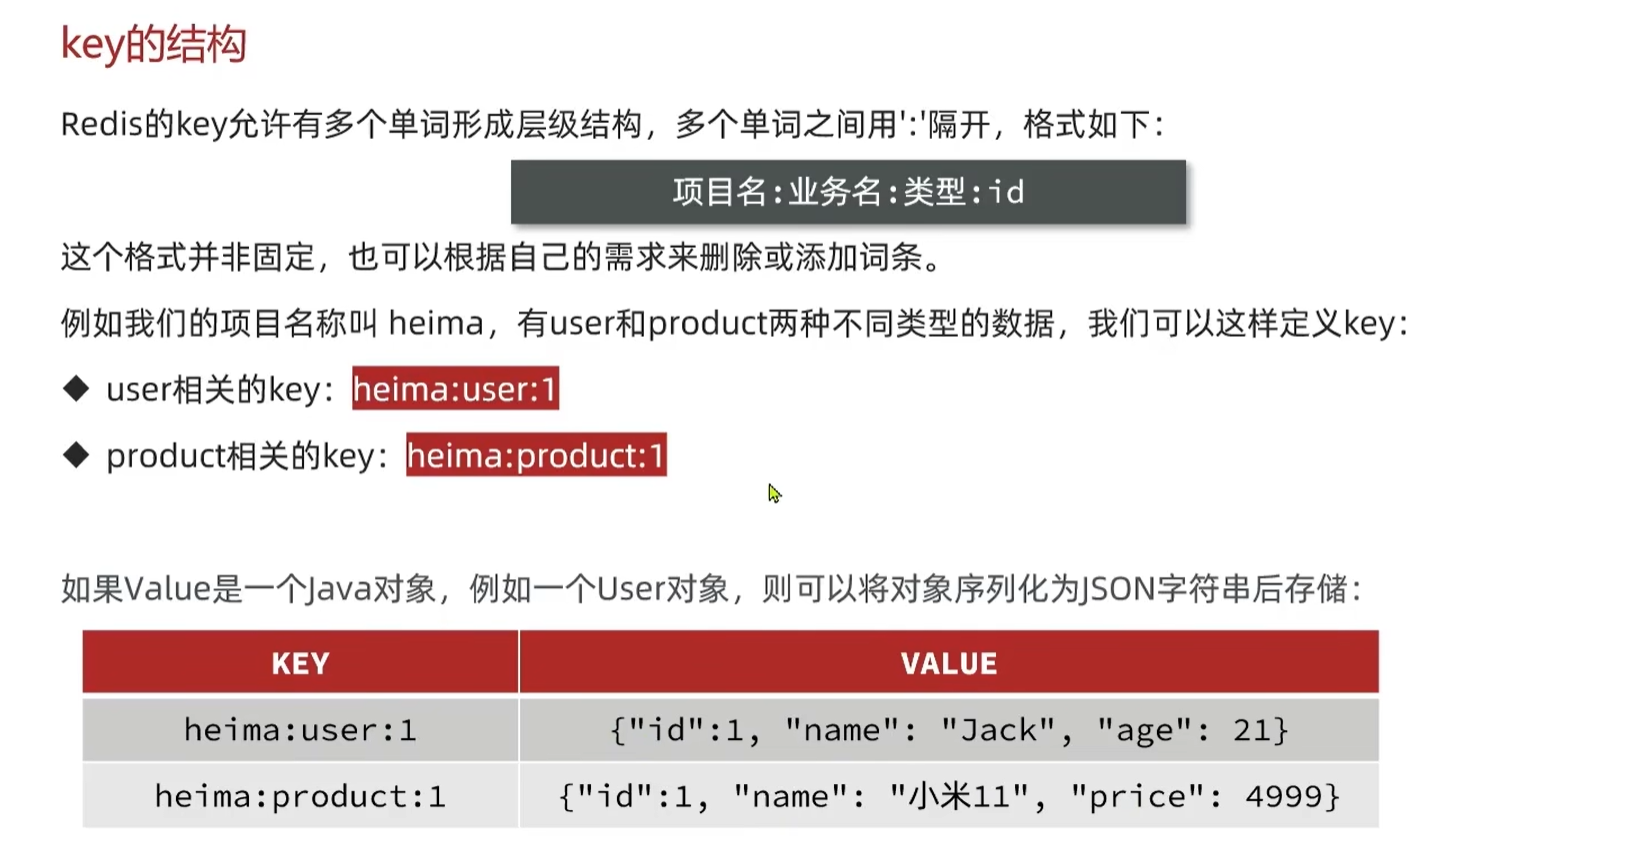 key的结构
Redis的key允许有多个单词形成层级结构，多个单词之间用':'隔开，格式如下：
项目名:业务名:类型:id
这个格式并非固定，也可以根据自己的需求来删除或添加词条。
例如我们的项目名称叫 heima，有user和product两种不同类型的数据，我们可以这样定义key：
◆ user相关的key：heima:user:1
◆ product相关的key：heima:product:1
如果Value是一个Java对象，例如一个User对象，则可以将对象序列化为JSON字符串后存储：
KEY VALUE
heima:user:1 {"id":1, "name": "Jack", "age": 21}
heima:product:1 {"id":1, "name": "小米11", "price": 4999}